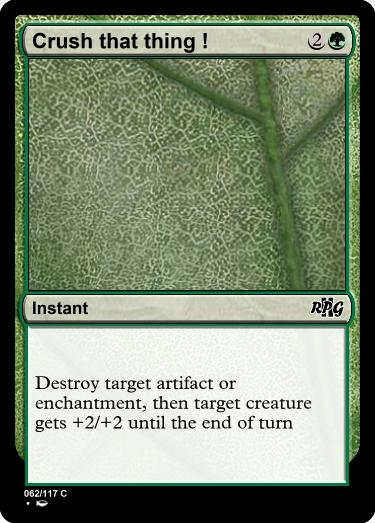 Crush that thing ! 2
Instant RPG
Destroy target artifact or
enchantment, then target creature
gets +2/+2 until the end of turn
062/117 C